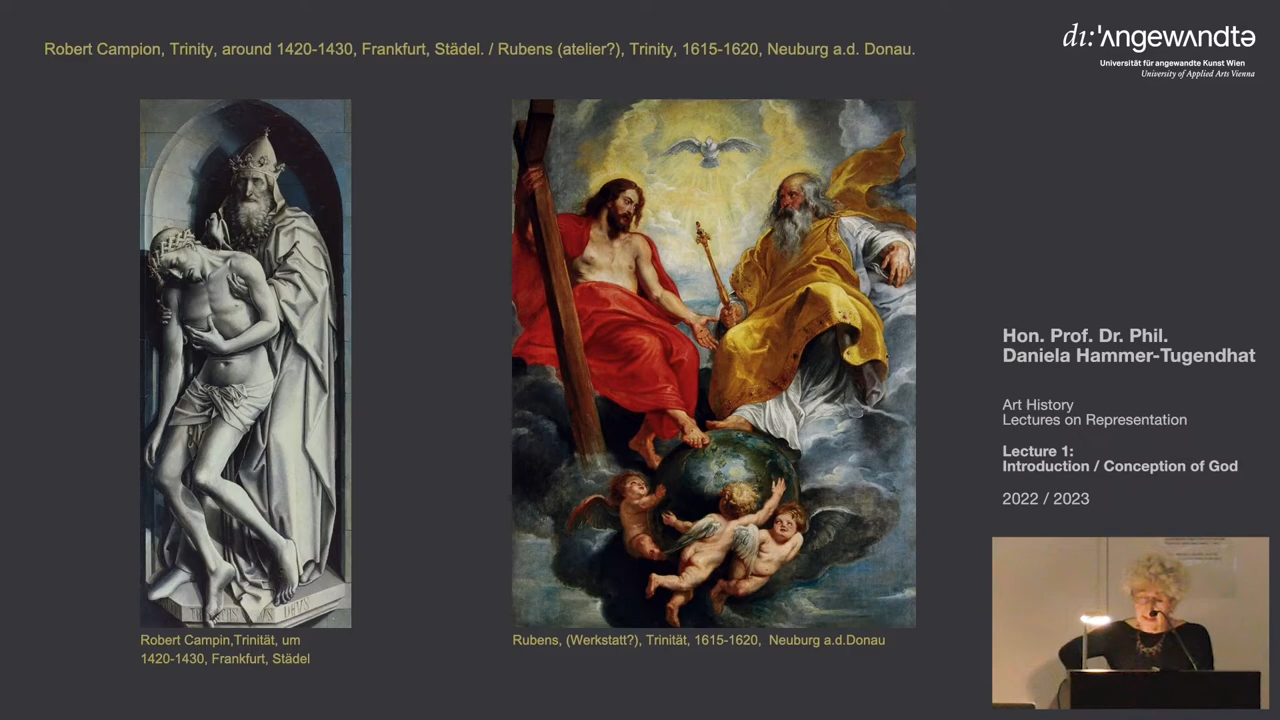 Robert Campion, Trinity, around 1420-1430, Frankfurt, Städel. / Rubens (atelier?), Trinity, 1615-1620, Neuburg a.d. Donau.
dı:'ʌngewʌndtə
Universität für angewandte Kunst Wien
University of Applied Arts Vienna
Robert Campin,Trinität, um
1420-1430, Frankfurt, Städel
Rubens, (Werkstatt?), Trinität, 1615-1620, Neuburg a.d.Donau
Hon. Prof. Dr. Phil.
Daniela Hammer-Tugendhat
Art History
Lectures on Representation
Lecture 1:
Introduction / Conception of God
2022 / 2023